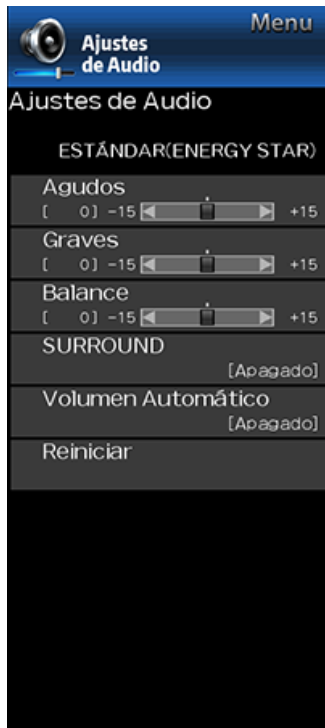 Menu
Ajustes
de Audio
Ajustes de Audio
ESTÁNDAR(ENERGY STAR)
Agudos
[ 0] -15 +15
Graves
[ 0] -15 +15
Balance
[ 0] -15 +15
SURROUND
[Apagado]
Volumen Automático
[Apagado]
Reiniciar